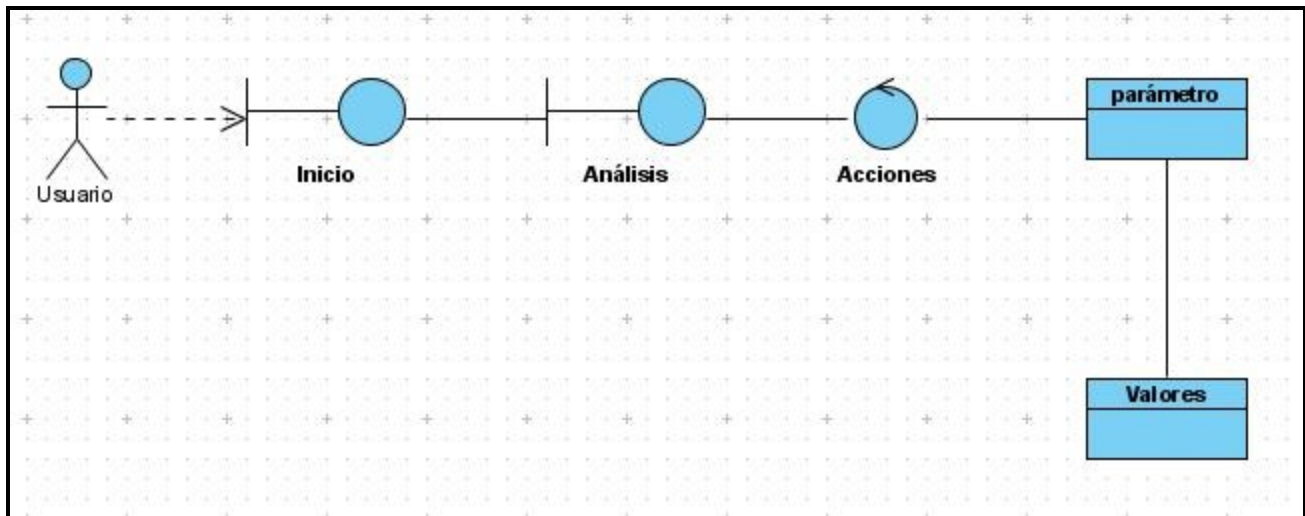 parámetro
Inicio
Análisis
Acciones
Usuario
Valores